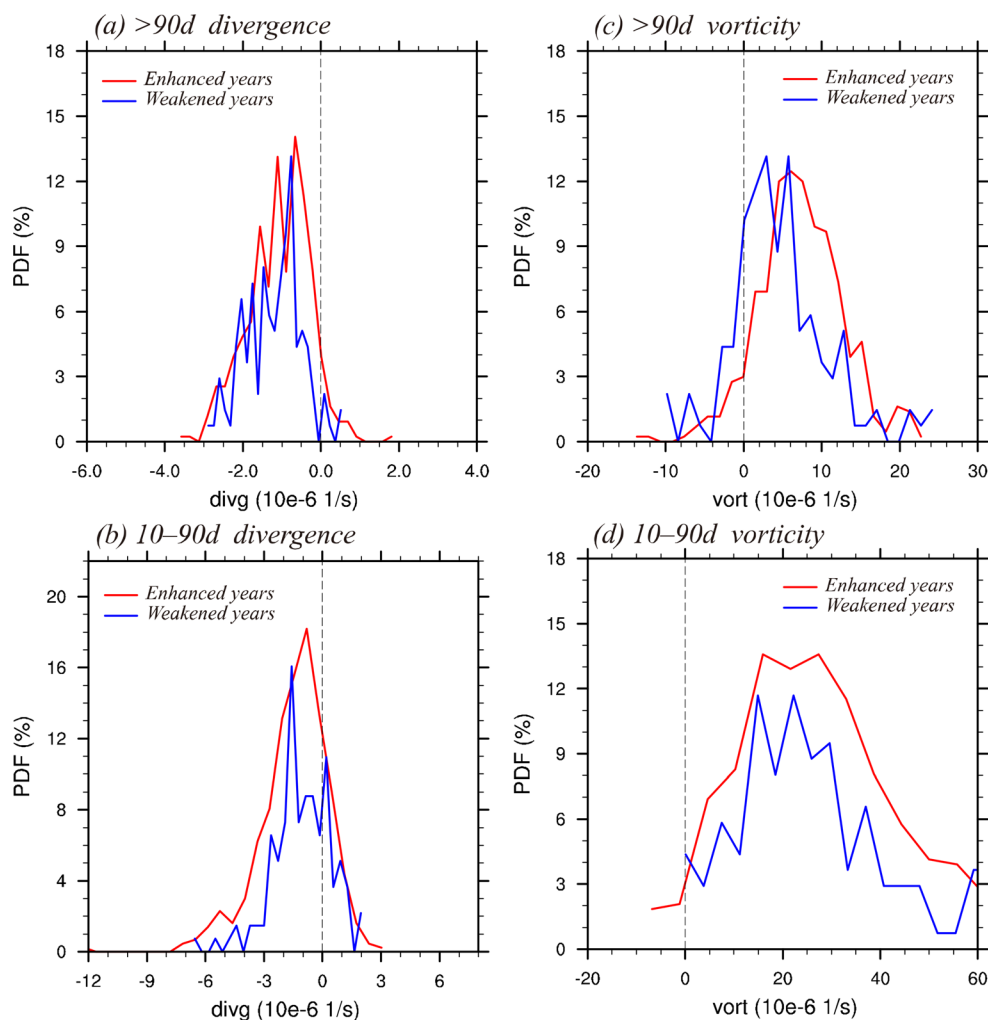 (a) >90d divergence
18
15
12
9
6
3
0
PDF (%)
Enhanced years
Weakened years
-6.0 -4.0 -2.0 0.0 2.0 4.0
divg (10e-6 1/s)
(c) >90d vorticity
18
15
12
9
6
3
0
PDF (%)
Enhanced years
Weakened years
-20 -10 0 10 20 30
vort (10e-6 1/s)
(b) 10–90d divergence
20
16
12
8
4
0
PDF (%)
Enhanced years
Weakened years
-12 -9 -6 -3 0 3 6
divg (10e-6 1/s)
(d) 10–90d vorticity
18
15
12
9
6
3
0
PDF (%)
Enhanced years
Weakened years
-20 0 20 40 60
vort (10e-6 1/s)